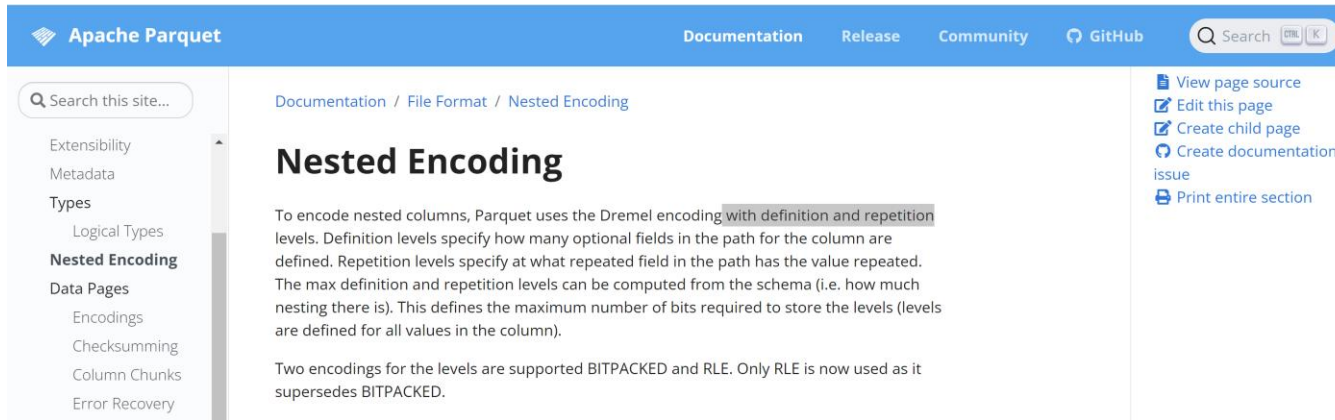 Apache Parquet
Documentation Release Community GitHub Search CTRL K
Search this site...
Extensibility
Metadata
Types
Logical Types
Nested Encoding
Data Pages
Encodings
Checksumming
Column Chunks
Error Recovery
Documentation / File Format / Nested Encoding
Nested Encoding
To encode nested columns, Parquet uses the Dremel encoding with definition and repetition
levels. Definition levels specify how many optional fields in the path for the column are
defined. Repetition levels specify at what repeated field in the path has the value repeated.
The max definition and repetition levels can be computed from the schema (i.e. how much
nesting there is). This defines the maximum number of bits required to store the levels (levels
are defined for all values in the column).
Two encodings for the levels are supported BITPACKED and RLE. Only RLE is now used as it
supersedes BITPACKED.
View page source
Edit this page
Create child page
Create documentation
issue
Print entire section